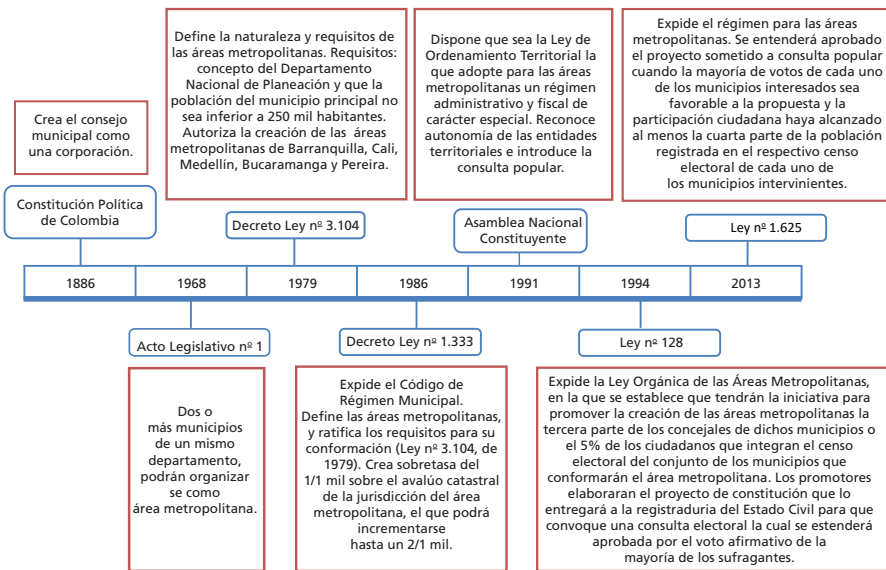 Crea el consejo
municipal como
una corporación.
Constitución Política
de Colombia
Define la naturaleza y requisitos de
las áreas metropolitanas. Requisitos:
concepto del Departamento
Nacional de Planeación y que la
población del municipio principal no
sea inferior a 250 mil habitantes.
Autoriza la creación de las áreas
metropolitanas de Barranquilla, Cali,
Medellín, Bucaramanga y Pereira.
Decreto Ley nº 3.104
Dispone que sea la Ley de
Ordenamiento Territorial la
que adopte para las áreas
metropolitanas un régimen
administrativo y fiscal de
carácter especial. Reconoce
autonomía de las entidades
territoriales e introduce la
consulta popular.
Asamblea Nacional
Constituyente
Expide el régimen para las áreas
metropolitanas. Se entenderá aprobado
el proyecto sometido a consulta popular
cuando la mayoría de votos de cada uno
de los municipios interesados sea
favorable a la propuesta y la
participación ciudadana haya alcanzado
al menos la cuarta parte de la población
registrada en el respectivo censo
electoral de cada uno de
los municipios intervinientes.
Ley nº 1.625
1886 1968 1979 1986 1991 1994 2013
Acto Legislativo nº 1
Dos o
más municipios
de un mismo
departamento,
podrán organizar
se como
área metropolitana.
Decreto Ley nº 1.333
Expide el Código de
Régimen Municipal.
Define las áreas metropolitanas,
y ratifica los requisitos para su
conformación (Ley nº 3.104, de
1979). Crea sobretasa del
1/1 mil sobre el avalúo catastral
de la jurisdicción del área
metropolitana, el que podrá
incrementarse
hasta un 2/1 mil.
Ley nº 128
Expide la Ley Orgánica de las Áreas Metropolitanas,
en la que se establece que tendrán la iniciativa para
promover la creación de las áreas metropolitanas la
tercera parte de los concejales de dichos municipios o
el 5% de los ciudadanos que integran el censo
electoral del conjunto de los municipios que
conformarán el área metropolitana. Los promotores
elaboraran el proyecto de constitución que lo
entregará a la registraduria del Estado Civil para que
convoque una consulta electoral la cual se estenderá
aprobada por el voto afirmativo de la
mayoría de los sufragantes.